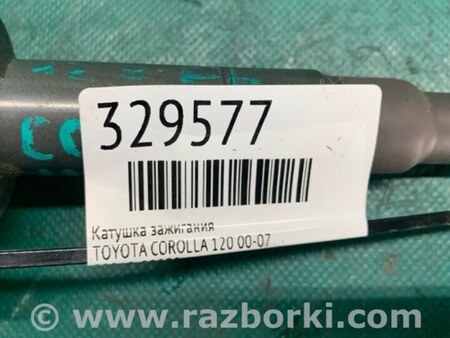 329577
Катушка зажигания
TOYOTA COROLLA 120 00-07
www.razborki.com